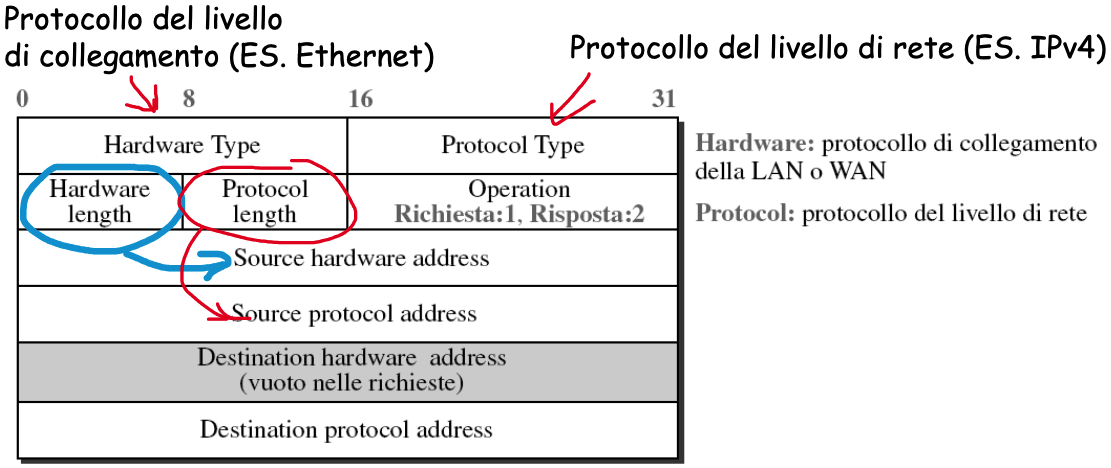 Protocollo del livello
di collegamento (ES. Ethernet)
Protocollo del livello di rete (ES. IPv4)
0 8 16 31
Hardware Type
Protocol Type
Hardware
length
Protocol
length
Operation
Richiesta:1, Risposta:2
Source hardware address
Source protocol address
Destination hardware address
(vuoto nelle richieste)
Destination protocol address
Hardware: protocollo di collegamento
della LAN o WAN
Protocol: protocollo del livello di rete